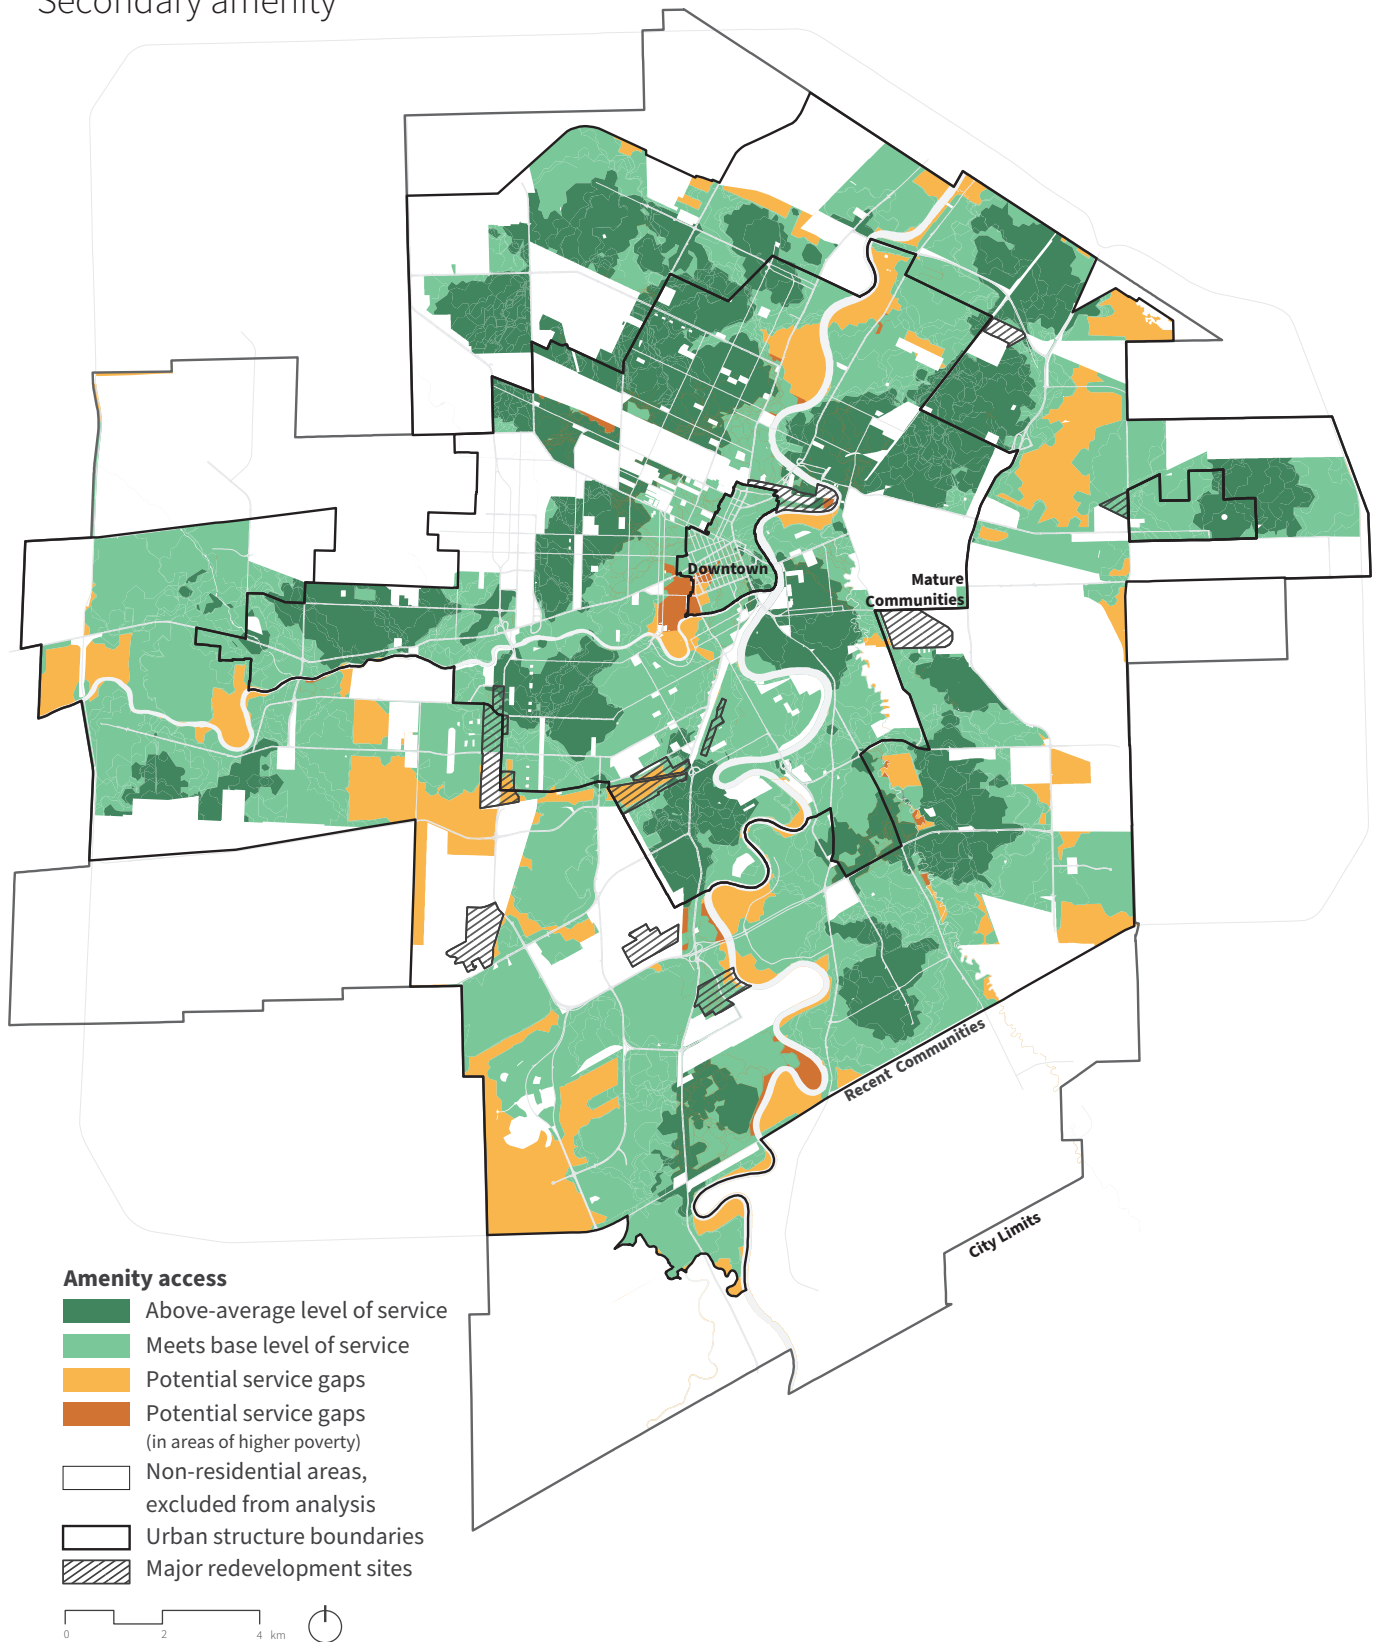 Secondary amenity
Downtown
Mature
Communities
Recent Communities
City Limits
Amenity access
Above-average level of service
Meets base level of service
Potential service gaps
Potential service gaps
(in areas of higher poverty)
Non-residential areas,
excluded from analysis
Urban structure boundaries
Major redevelopment sites
0 2 4 km